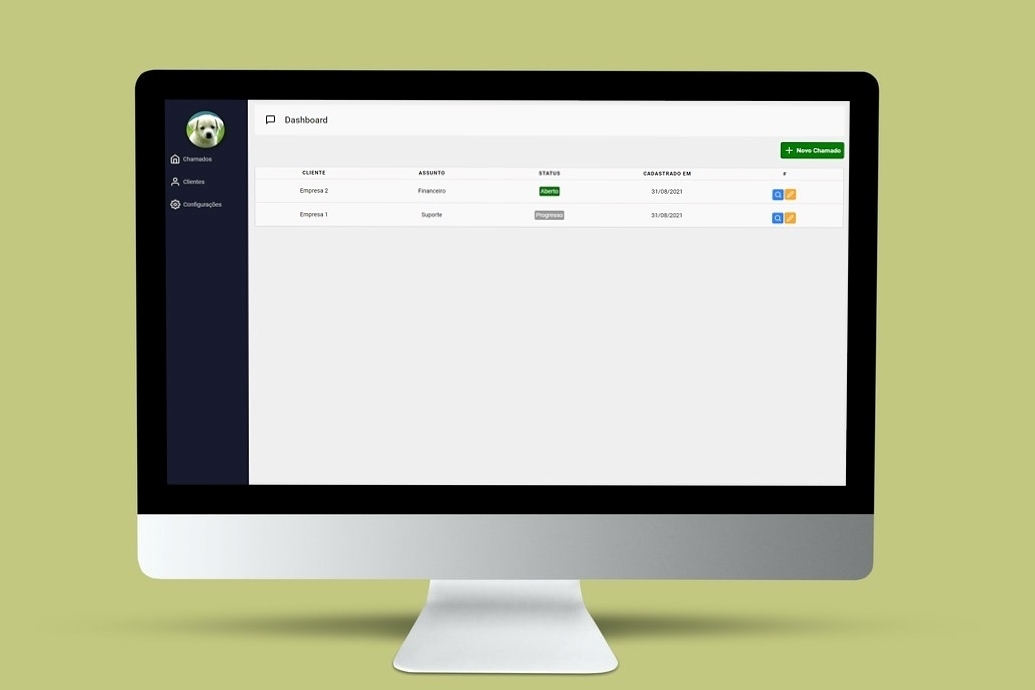 Dashboard
Chamados
Clientes
Configurações
Novo Chamado
CLIENTE ASSUNTO STATUS CADASTRADO EM #
Empresa 2 Financeiro Aberto 31/08/2021
Empresa 1 Suporte Progresso 31/08/2021